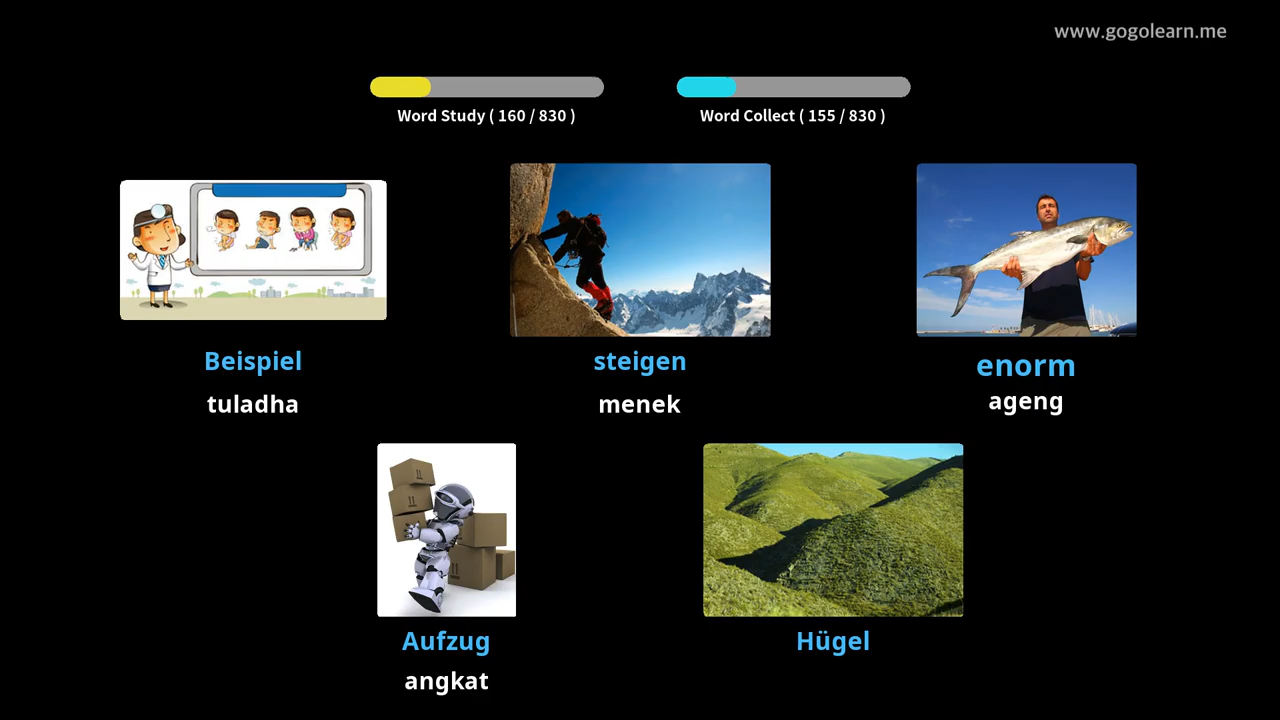 www.gogolearn.me
Word Study ( 160 / 830 )
Word Collect ( 155 / 830 )
Beispiel
tuladha
steigen
menek
enorm
ageng
Aufzug
angkat
Hügel